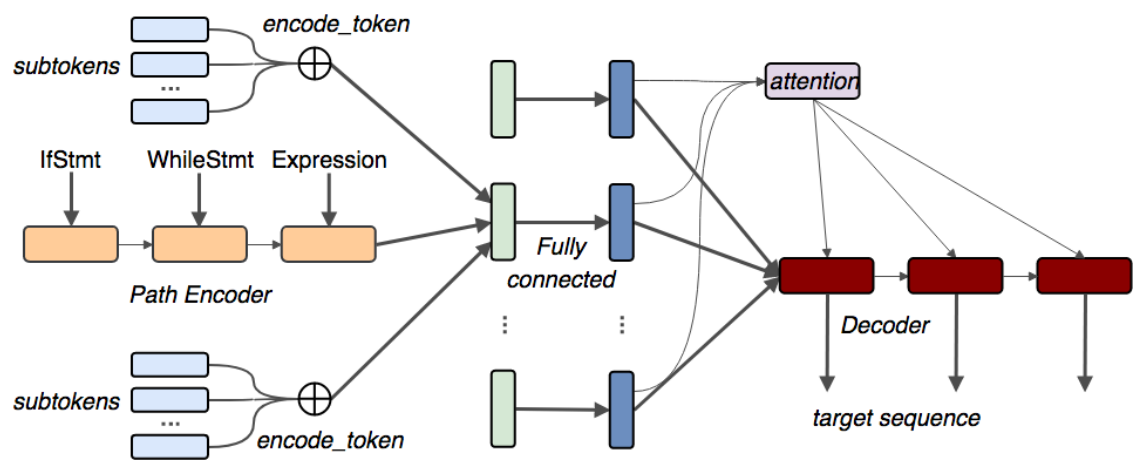 encode_token
subtokens
...
attention
IfStmt
WhileStmt
Expression
Fully
connected
Path Encoder
...
...
Decoder
subtokens
...
encode_token
target sequence